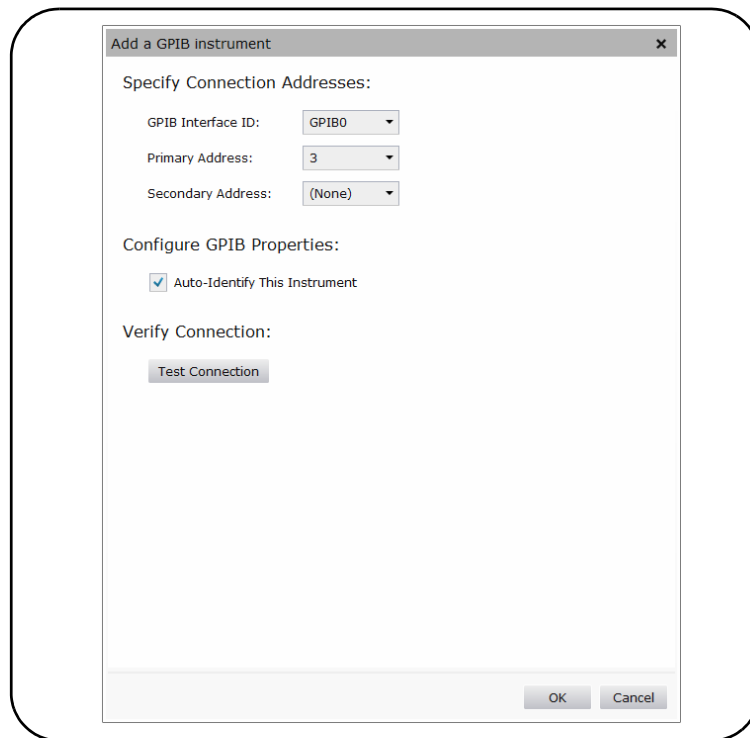 Add a GPIB instrument
Specify Connection Addresses:
GPIB Interface ID: GPIB0
Primary Address: 3
Secondary Address: (None)
Configure GPIB Properties:
Auto-Identify This Instrument
Verify Connection:
Test Connection
OK Cancel